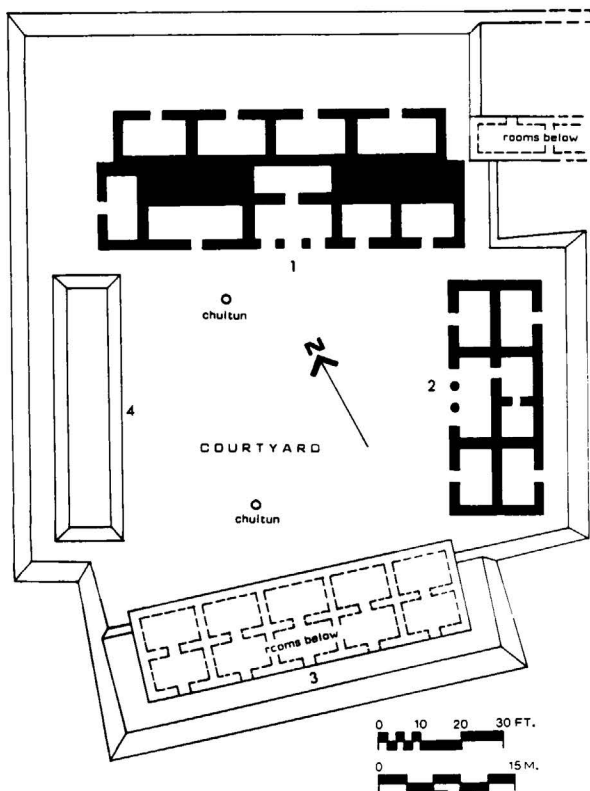 rooms below
1
chultun
N
2
4
COURTYARD
chultun
rooms below
3
0 10 20 30 FT.
0 15 M.